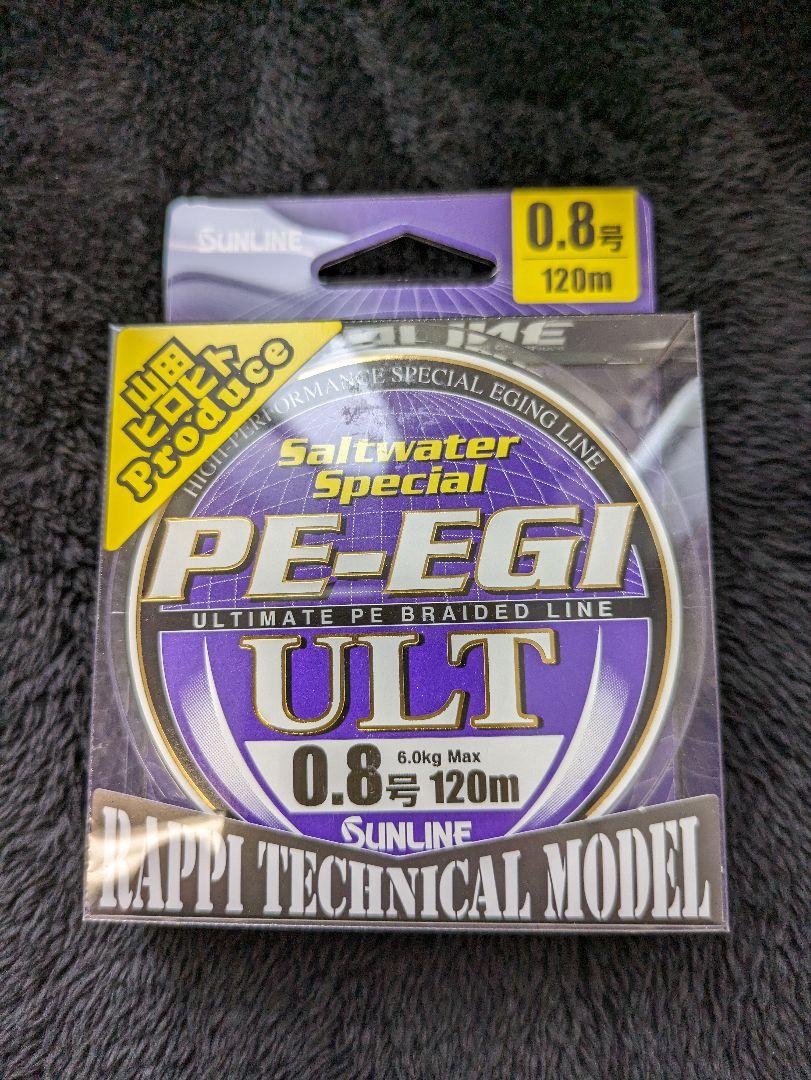 SUNLINE
0.8号
120m
山田
ヒロヒト
Produce
HIGH-PERFORMANCE SPECIAL EGING LINE
Saltwater
Special
PE-EGI
ULTIMATE PE BRAIDED LINE
ULT
6.0kg Max
0.8号 120m
SUNLINE
RAPPI TECHNICAL MODEL